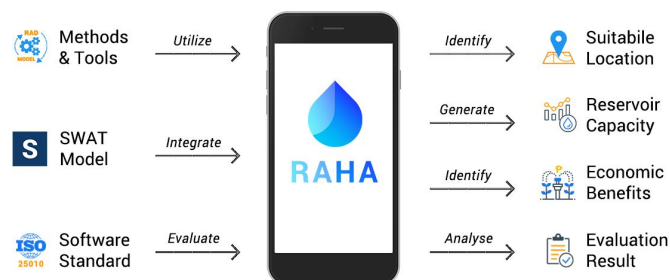 RAD
MODEL
Methods
& Tools
Utilize
S
SWAT
Model
Integrate
ISO
25010
Software
Standard
Evaluate
RAHA
Identify
Suitabile
Location
Generate
Reservoir
Capacity
Identify
Economic
Benefits
Analyse
Evaluation
Result